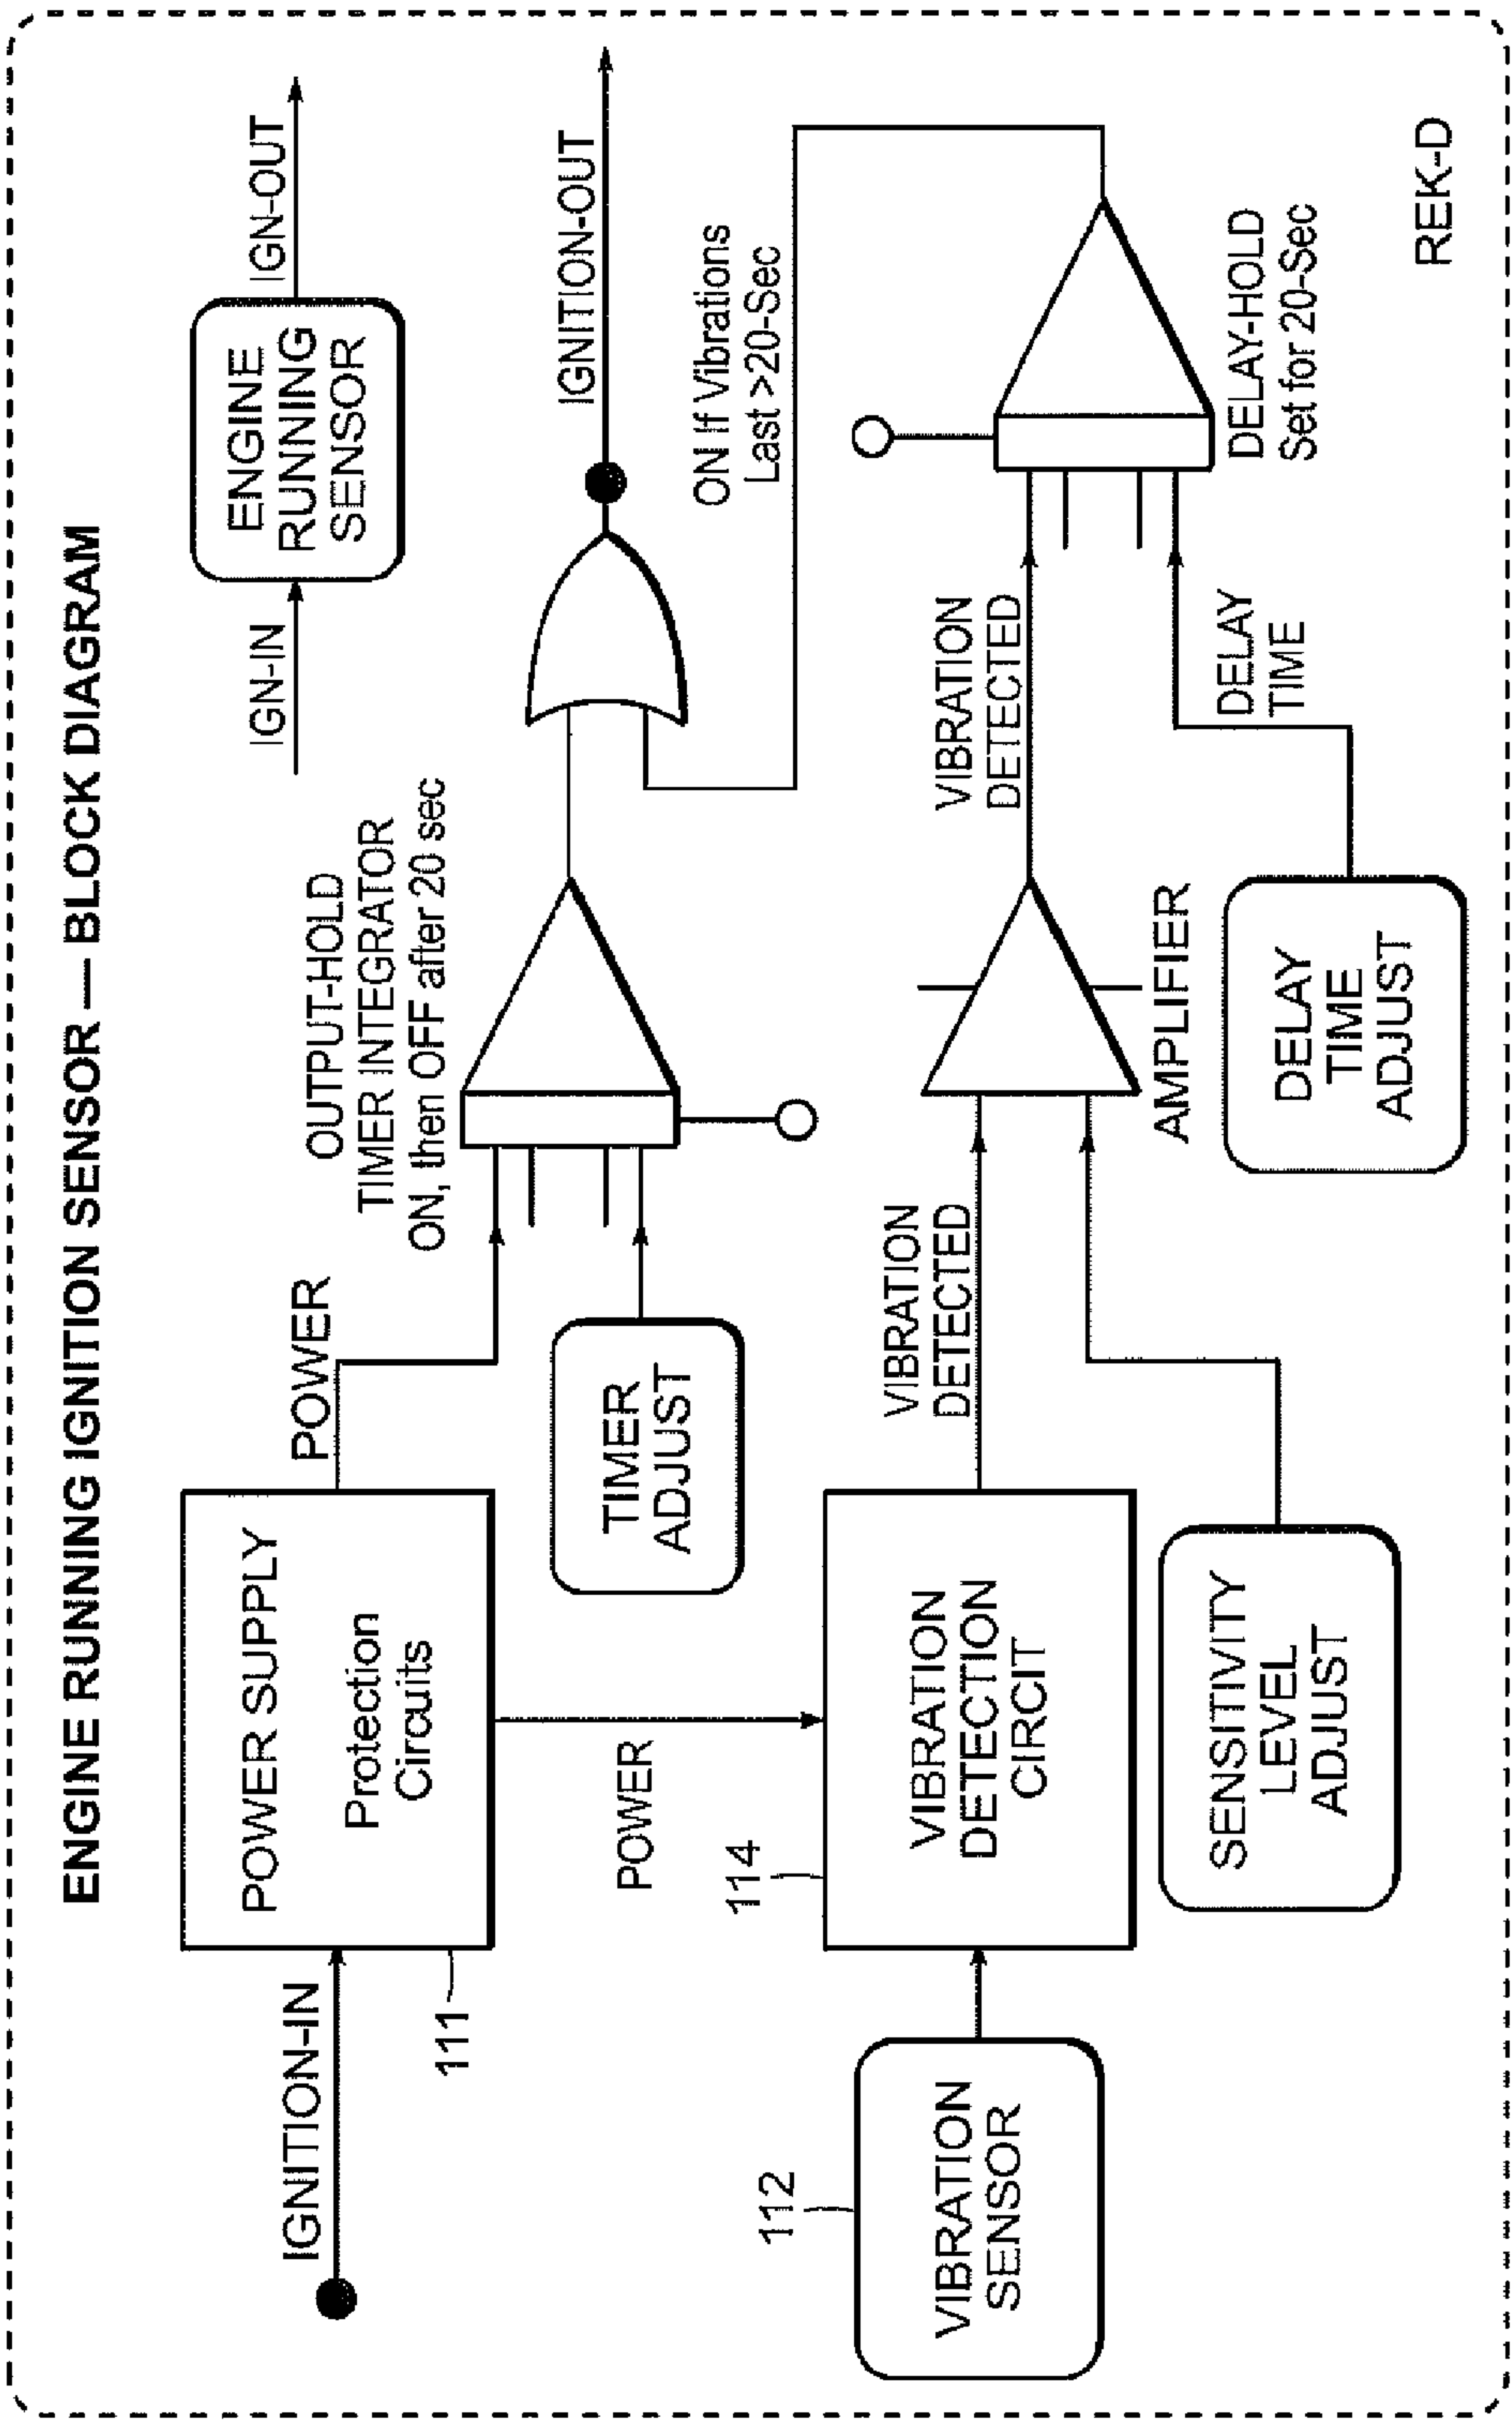 ENGINE RUNNING IGNITION SENSOR — BLOCK DIAGRAM
IGN-IN
ENGINE
RUNNING
SENSOR
IGN-OUT
IGNITION-IN
111
POWER SUPPLY
Protection
Circuits
POWER
OUTPUT-HOLD
TIMER INTEGRATOR
ON, then OFF after 20 sec
TIMER
ADJUST
IGNITION-OUT
ON If Vibrations
Last >20-Sec
POWER
112
VIBRATION
SENSOR
114
VIBRATION
DETECTION
CIRCIT
VIBRATION
DETECTED
AMPLIFIER
VIBRATION
DETECTED
SENSITIVITY
LEVEL
ADJUST
DELAY
TIME
ADJUST
DELAY
TIME
DELAY-HOLD
Set for 20-Sec
REK-D